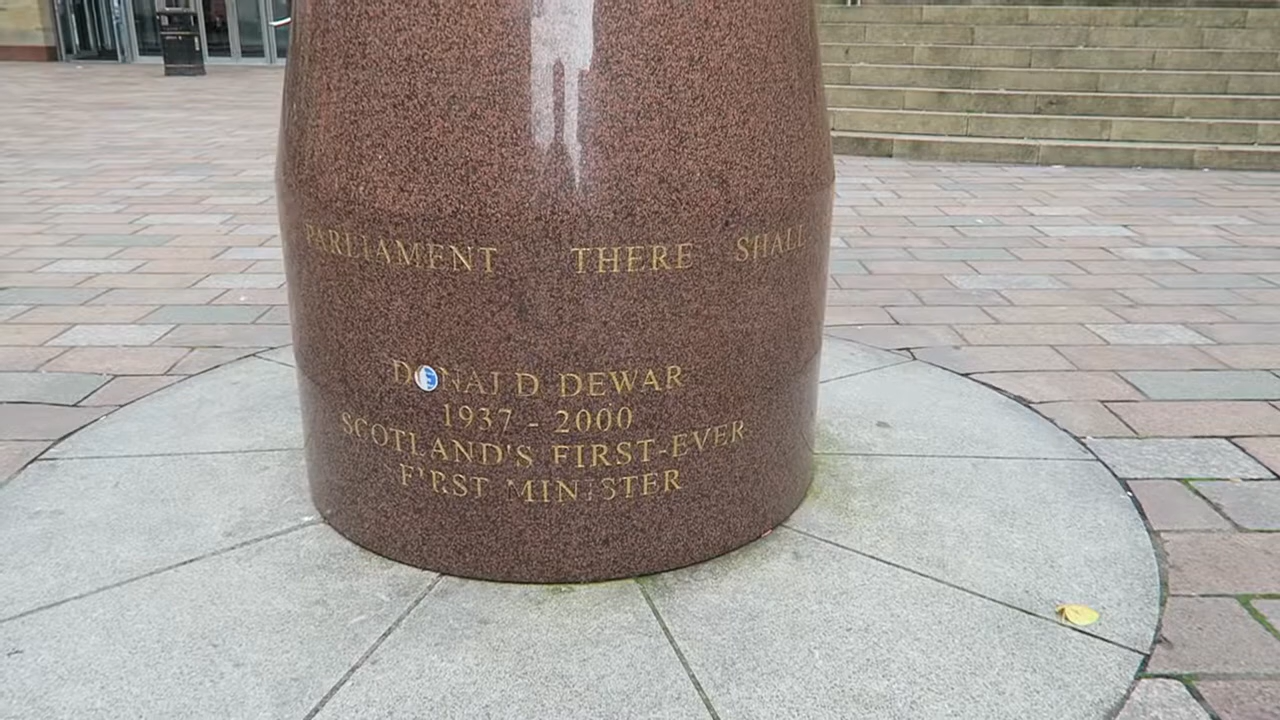 PARLIAMENT THERE SHALL
DONALD DEWAR
1937 - 2000
SCOTLAND'S FIRST-EVER
FIRST MINISTER